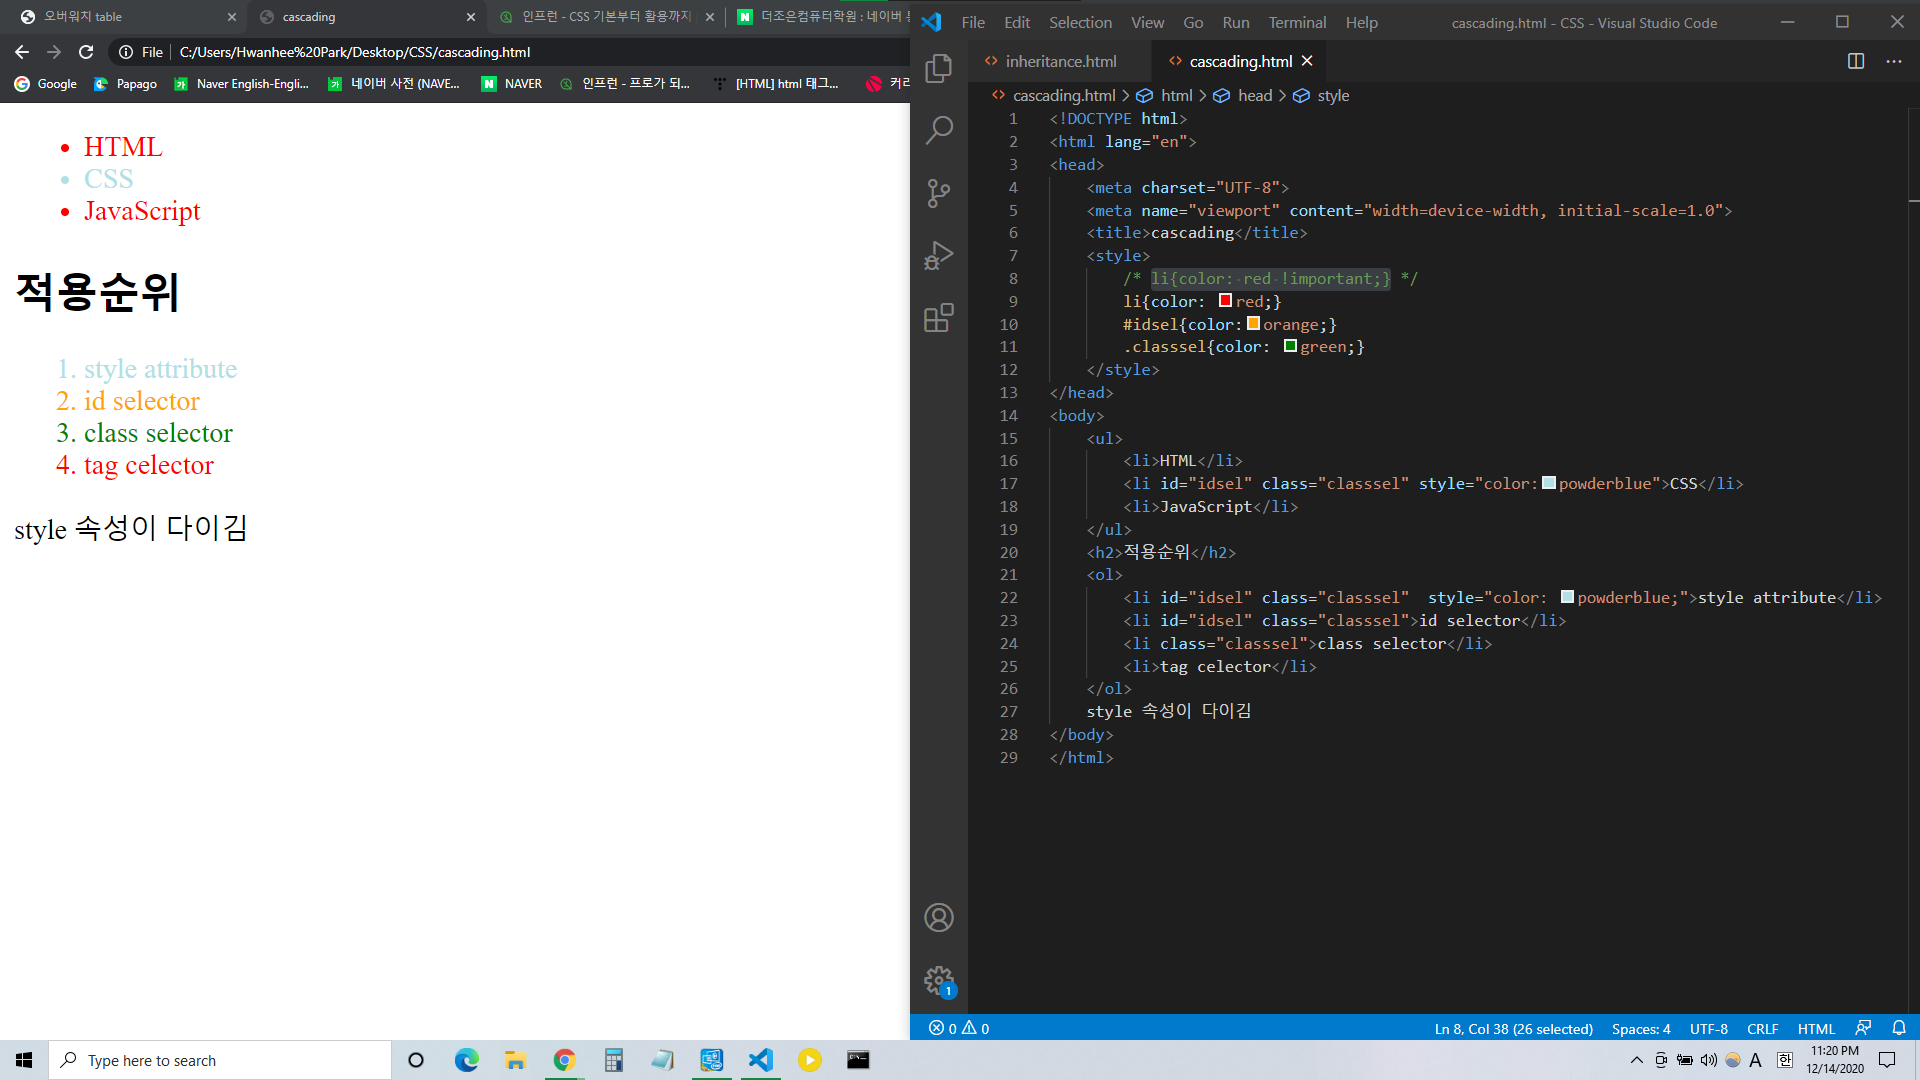 오버워치 table
cascading
인프런 - CSS 기본부터 활용까지
더조은컴퓨터학원 : 네이버
File
C:/Users/Hwanhee%20Park/Desktop/CSS/cascading.html
Google
Papago
Naver English-Engli...
네이버 사전 (NAVE...
NAVER
인프런 - 프로가 되...
[HTML] html 태그...
HTML
CSS
JavaScript
적용순위
1. style attribute
2. id selector
3. class selector
4. tag celector
style 속성이 다이김
File Edit Selection View Go Run Terminal Help
cascading.html - CSS - Visual Studio Code
inheritance.html
cascading.html
cascading.html > html > head > style
1 <!DOCTYPE html>
2 <html lang="en">
3 <head>
4 <meta charset="UTF-8">
5 <meta name="viewport" content="width=device-width, initial-scale=1.0">
6 <title>cascading</title>
7 <style>
8 /* li{color: red !important;} */
9 li{color: red;}
10 #idsel{color:orange;}
11 .classsel{color: green;}
12 </style>
13 </head>
14 <body>
15 <ul>
16 <li>HTML</li>
17 <li id="idsel" class="classsel" style="color:powderblue">CSS</li>
18 <li>JavaScript</li>
19 </ul>
20 <h2>적용순위</h2>
21 <ol>
22 <li id="idsel" class="classsel"  style="color: powderblue;">style attribute</li>
23 <li id="idsel" class="classsel">id selector</li>
24 <li class="classsel">class selector</li>
25 <li>tag celector</li>
26 </ol>
27 style 속성이 다이김
28 </body>
29 </html>
1
0 0
Ln 8, Col 38 (26 selected)
Spaces: 4
UTF-8
CRLF
HTML
Type here to search
A
한
11:20 PM
12/14/2020